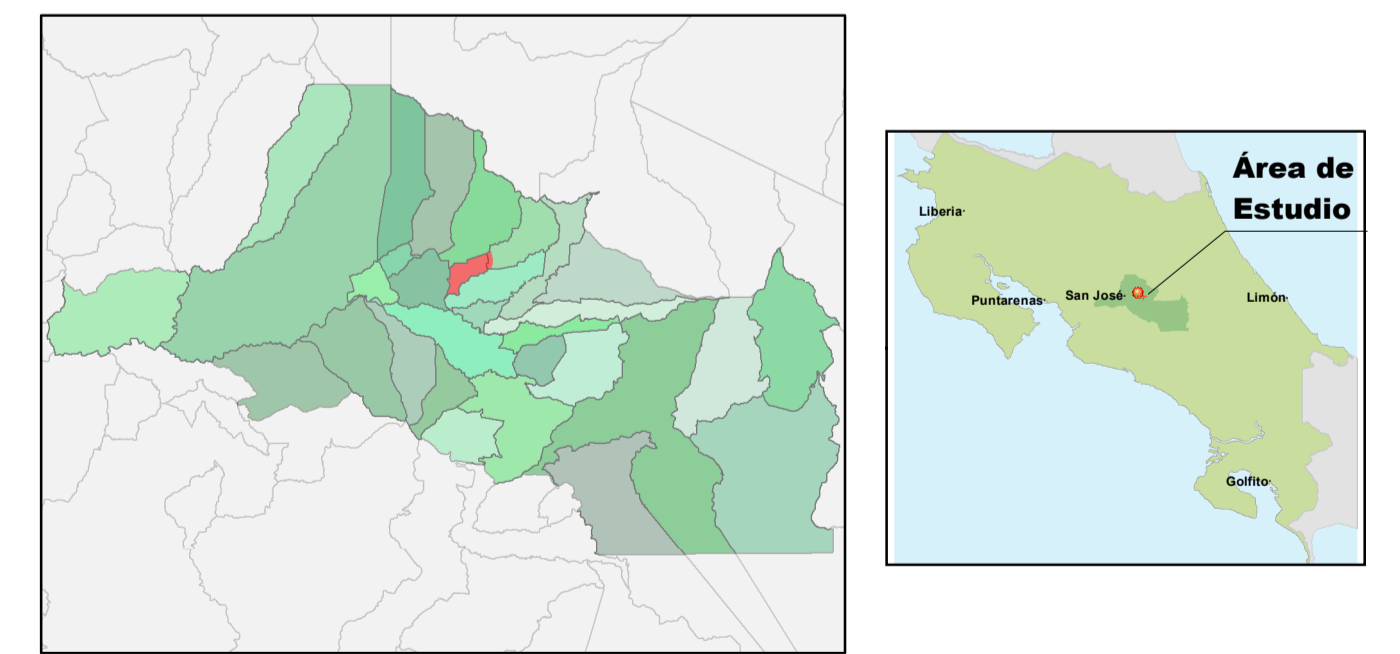 Área de
Estudio
Liberia
Puntarenas
San José
Limón
Golfito